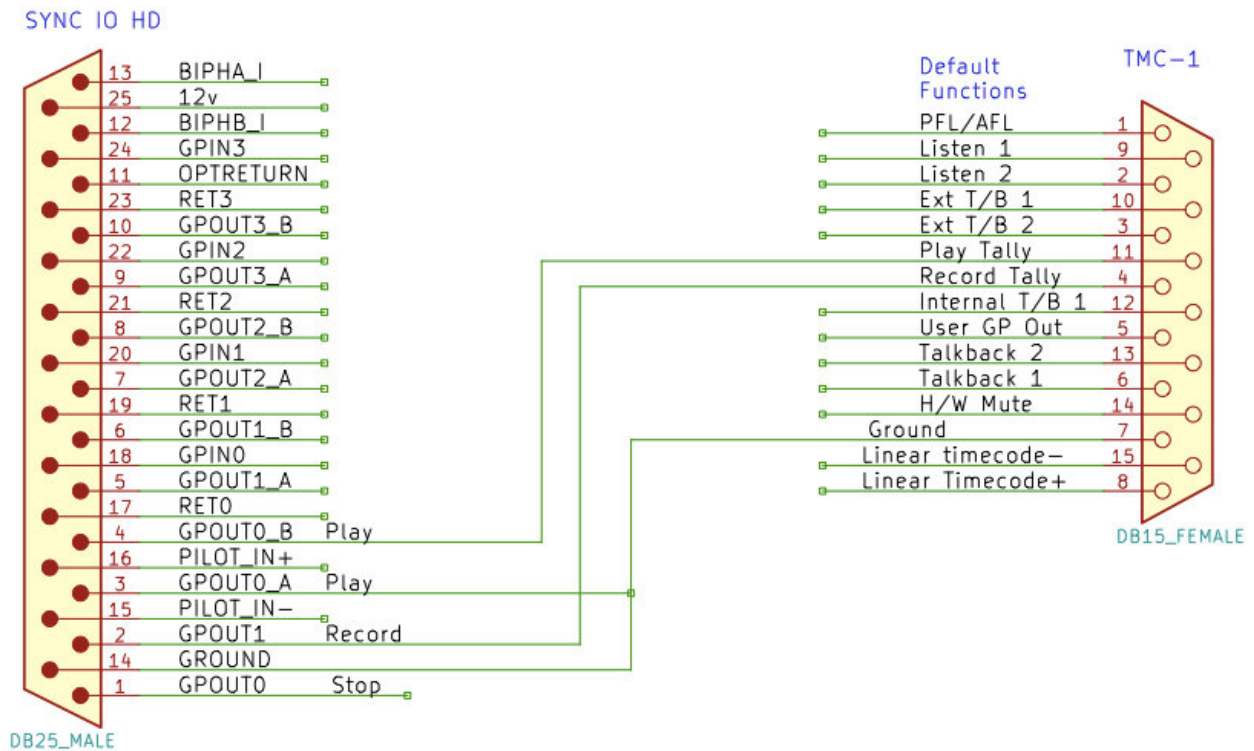 SYNC IO HD
13 BIPHA_I
25 12v
12 BIPHB_I
24 GPIN3
11 OPTRETURN
23 RET3
10 GPOUT3_B
22 GPIN2
9 GPOUT3_A
21 RET2
8 GPOUT2_B
20 GPIN1
7 GPOUT2_A
19 RET1
6 GPOUT1_B
18 GPIN0
5 GPOUT1_A
17 RET0
4 GPOUT0_B Play
16 PILOT_IN+
3 GPOUT0_A Play
15 PILOT_IN-
2 GPOUT1 Record
14 GROUND
1 GPOUT0 Stop
DB25_MALE
Default
Functions
TMC-1
PFL/AFL 1
Listen 1 9
Listen 2 2
Ext T/B 1 10
Ext T/B 2 3
Play Tally 11
Record Tally 4
Internal T/B 1 12
User GP Out 5
Talkback 2 13
Talkback 1 6
H/W Mute 14
Ground 7
Linear timecode- 15
Linear Timecode+ 8
DB15_FEMALE